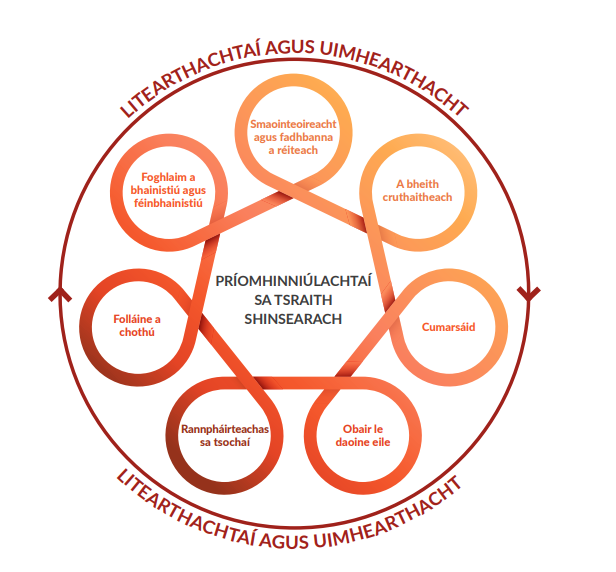 LITEARTHACHTAÍ AGUS UIMHEARTHACHT
Smaointeoireacht
agus fadhbanna
a réiteach
A bheith
cruthaitheach
Cumarsáid
Obair le
daoine eile
Rannpháirteachas
sa tsochaí
Folláine a
chothú
Foghlaim a
bhainistiú agus
féinbhainistiú
PRÍOMHINNIÚLACHTAÍ
SA TSRAITH
SHINSEARACH
LITEARTHACHTAÍ AGUS UIMHEARTHACHT